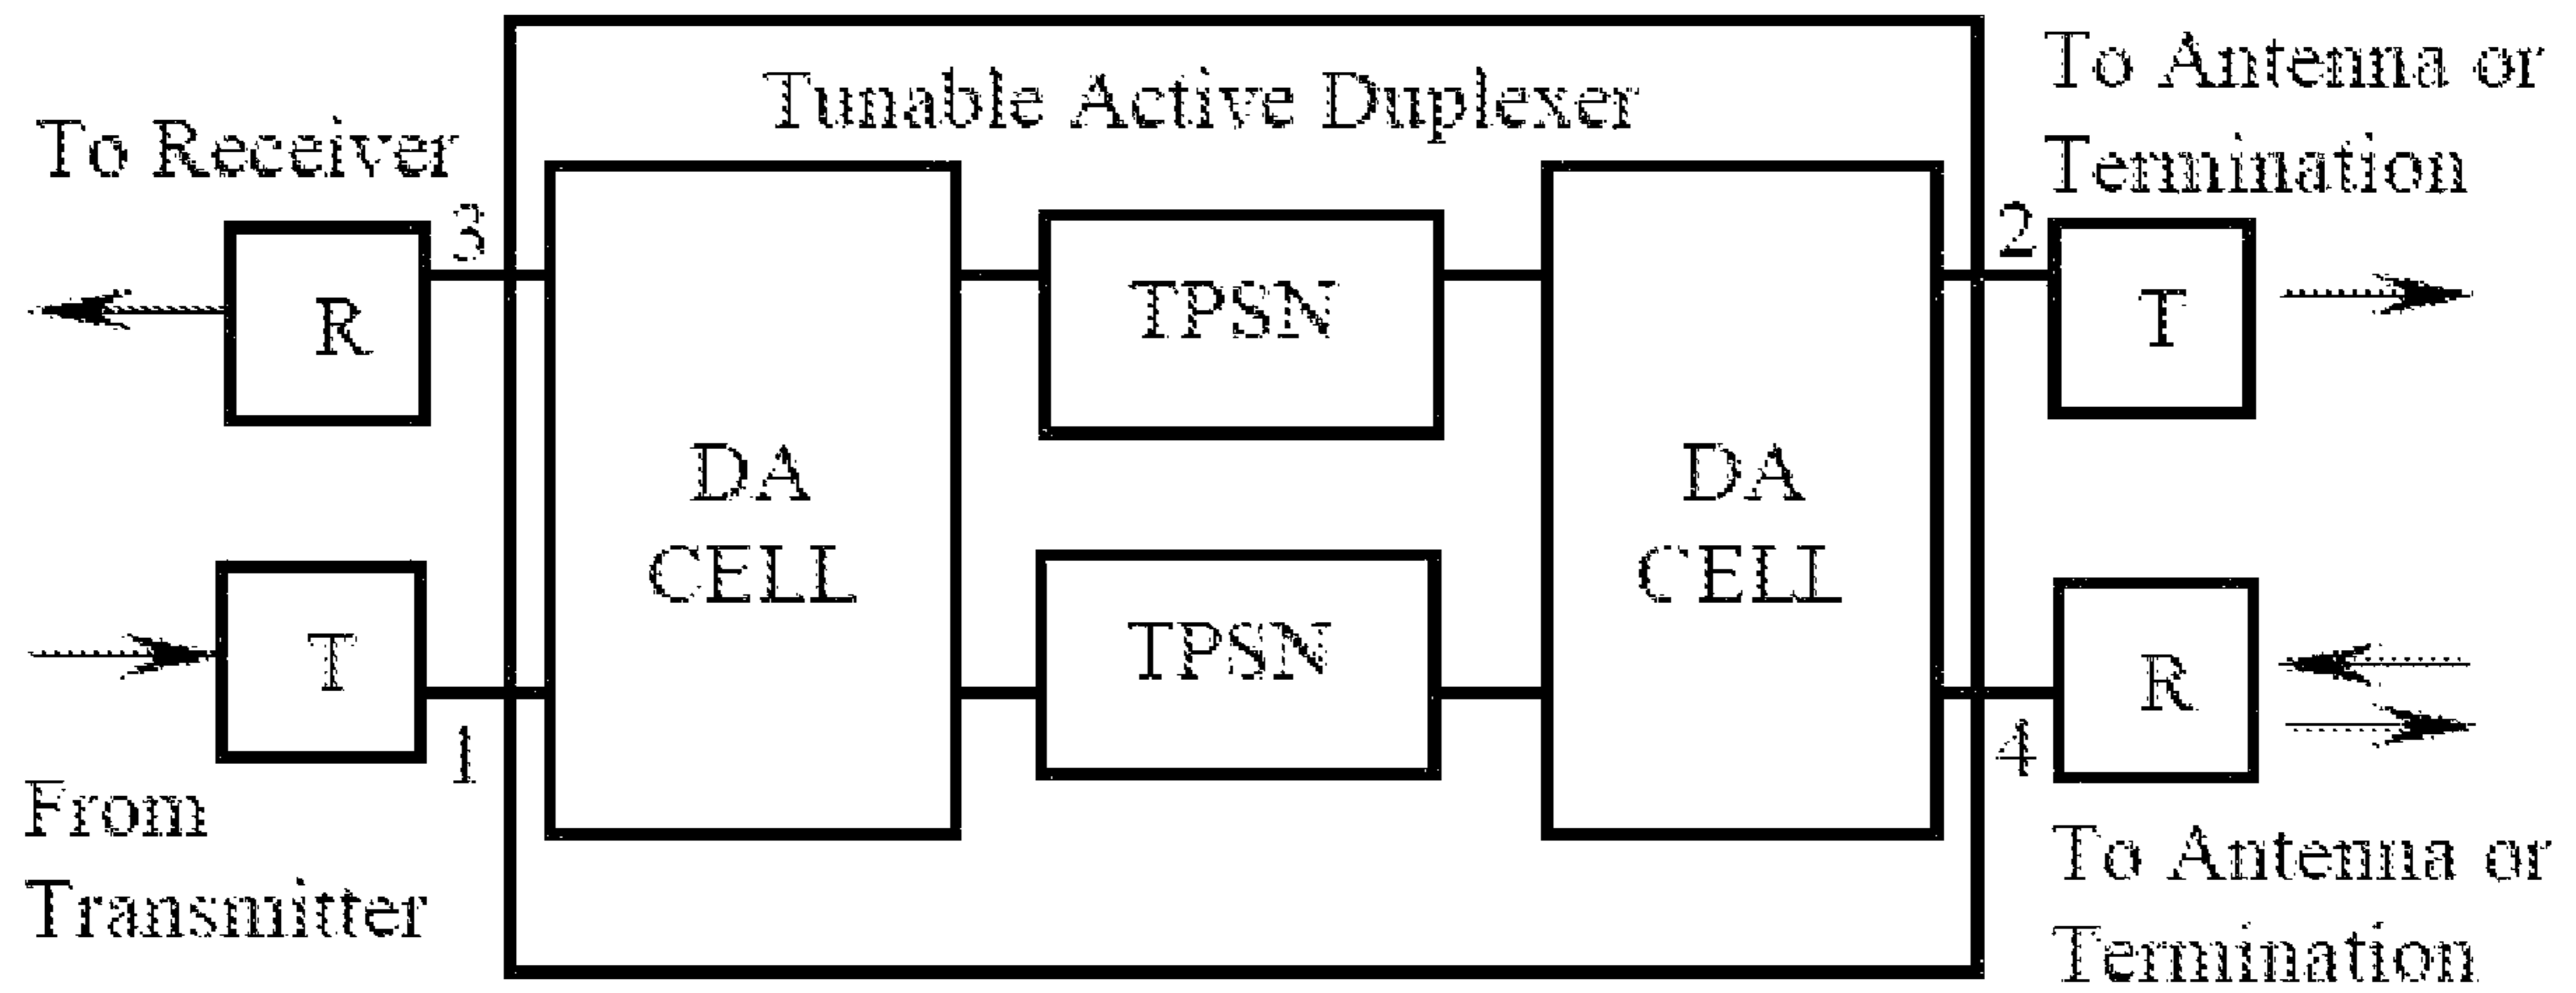 Tunable Active Duplexer
To Receiver
3
R
T
1
From
Transmitter
DA
CELL
TPSN
TPSN
DA
CELL
To Antenna or
Termination
2
T
R
4
To Antenna or
Termination